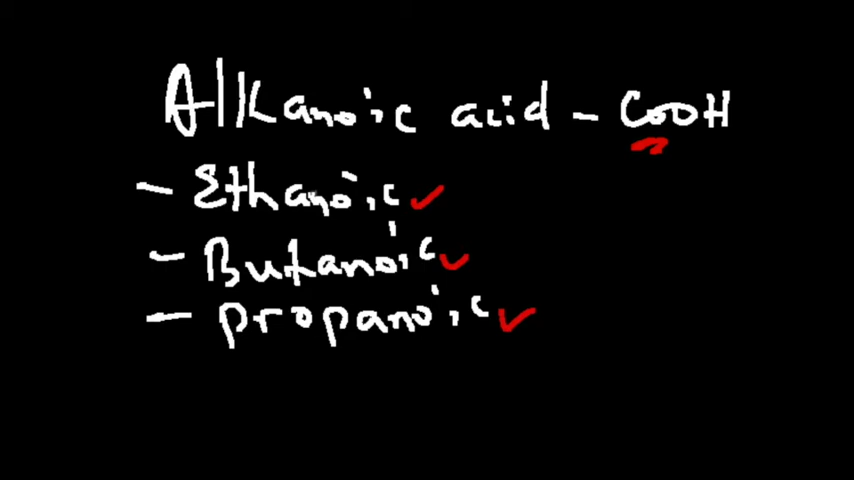 Alkanoic acid - COOH
- Ethanoic ✓
- Butanoic ✓
- propanoic ✓